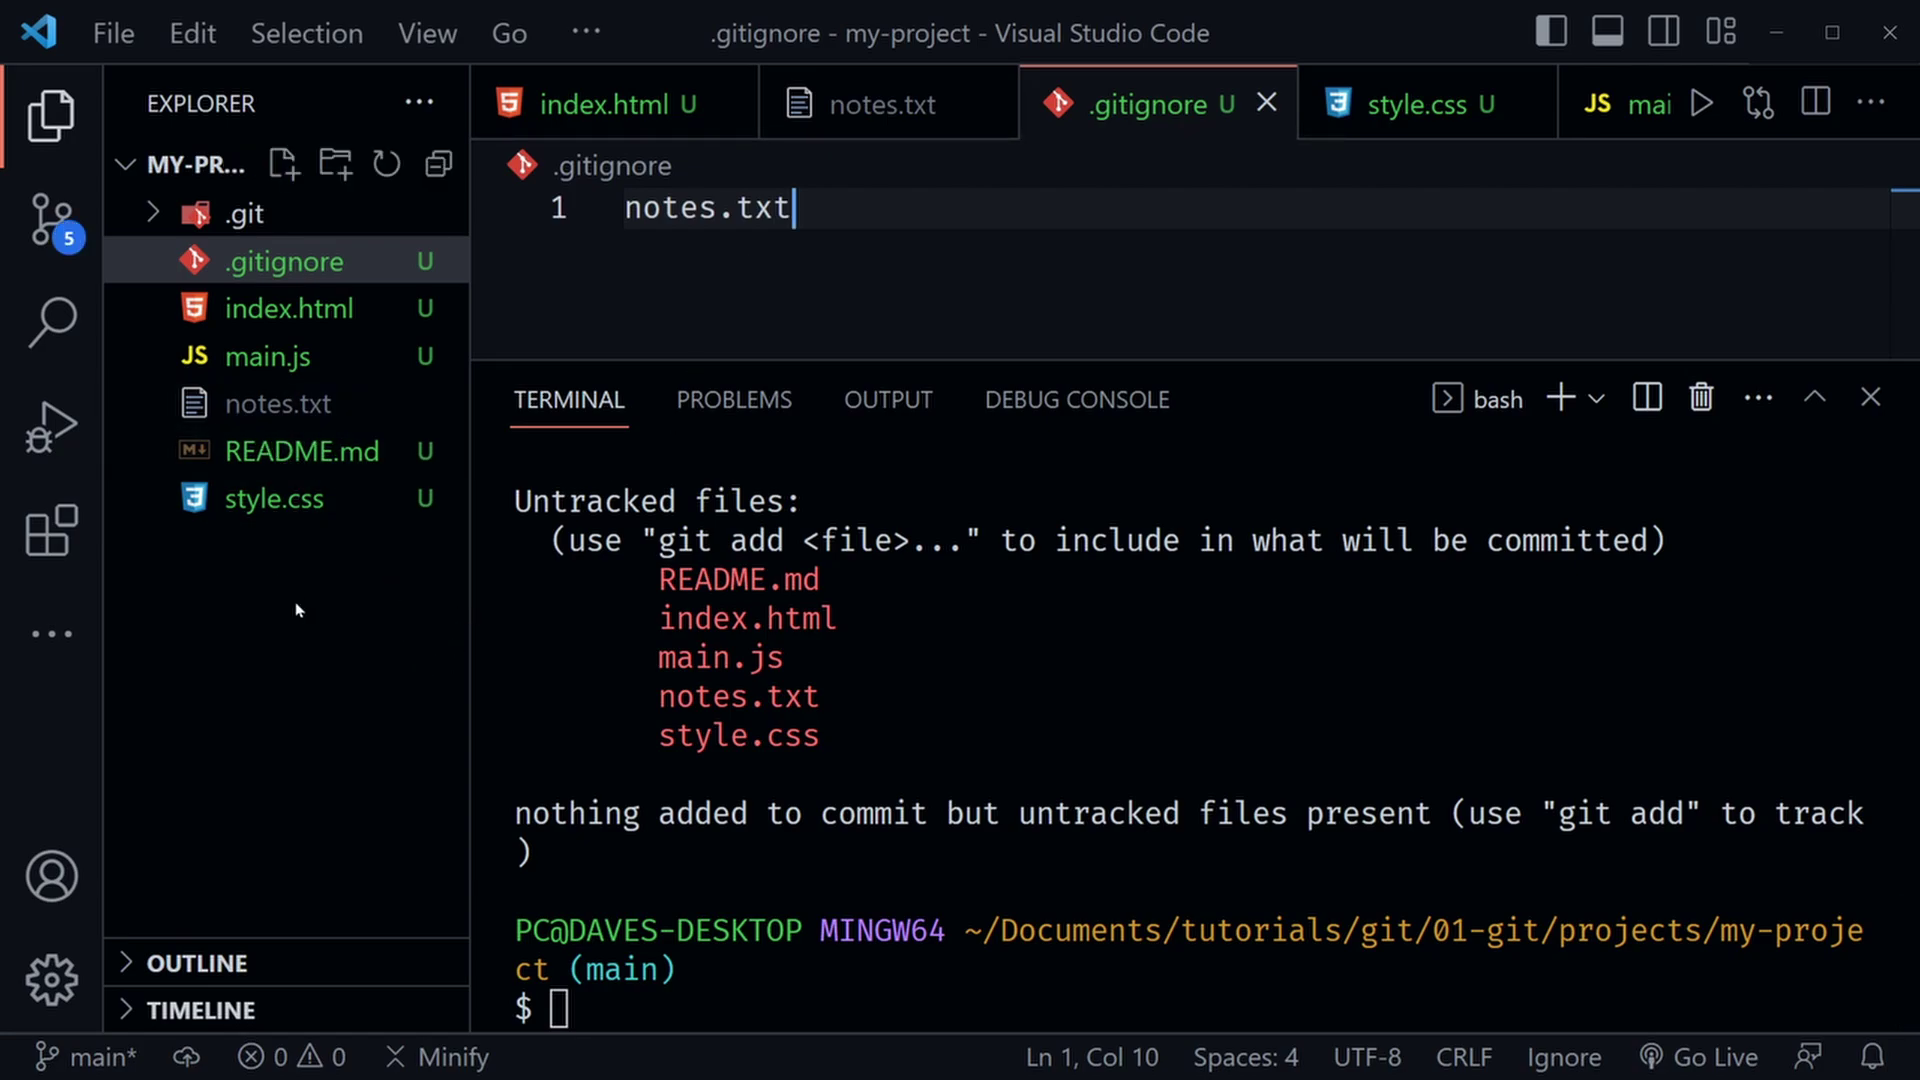 File Edit Selection View Go ··· .gitignore - my-project - Visual Studio Code
EXPLORER ···
MY-PR...
.git
.gitignore U
index.html U
JS main.js U
notes.txt
README.md U
style.css U
5
OUTLINE
TIMELINE
index.html U notes.txt .gitignore U style.css U JS mai
.gitignore
1 notes.txt
TERMINAL PROBLEMS OUTPUT DEBUG CONSOLE bash
Untracked files:
(use "git add <file>..." to include in what will be committed)
README.md
index.html
main.js
notes.txt
style.css
nothing added to commit but untracked files present (use "git add" to track
)
PC@DAVES-DESKTOP MINGW64 ~/Documents/tutorials/git/01-git/projects/my-proje
ct (main)
$
main* 0 0 Minify Ln 1, Col 10 Spaces: 4 UTF-8 CRLF Ignore Go Live